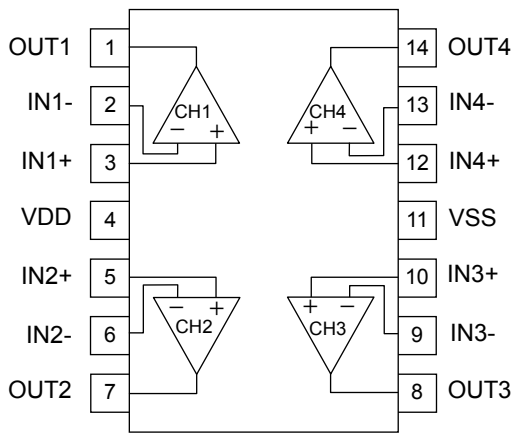 OUT1 1 14 OUT4
IN1- 2 CH1 CH4 13 IN4-
− + + −
IN1+ 3 12 IN4+
VDD 4 11 VSS
IN2+ 5 10 IN3+
− + + −
IN2- 6 CH2 CH3 9 IN3-
OUT2 7 8 OUT3